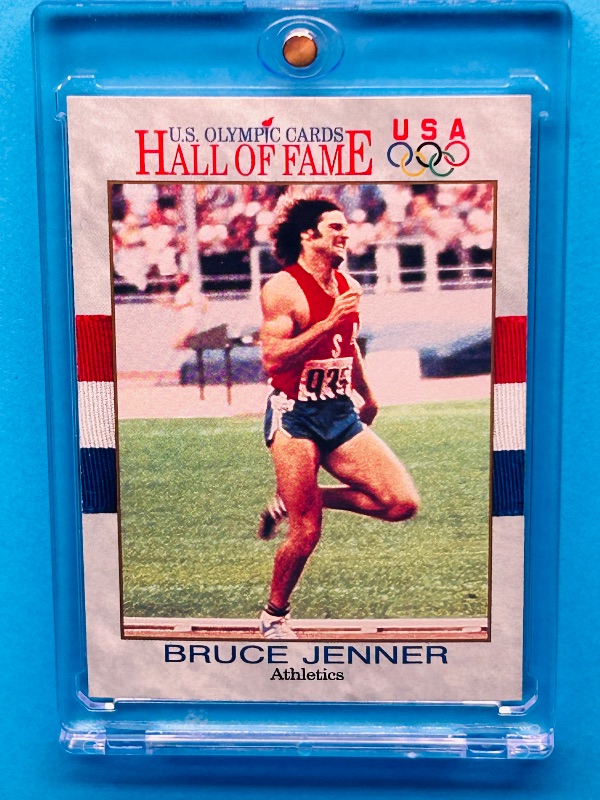 U.S. OLYMPIC CARDS
HALL OF FAME
USA
S
BRUCE JENNER
Athletics